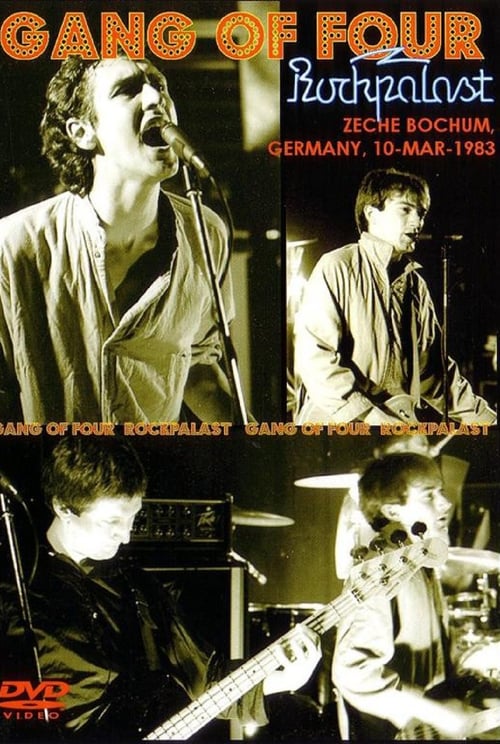 GANG OF FOUR
Rockpalast
ZECHE BOCHUM,
GERMANY, 10-MAR-1983
GANG OF FOUR ROCKPALAST GANG OF FOUR ROCKPALAST
DVD
VIDEO